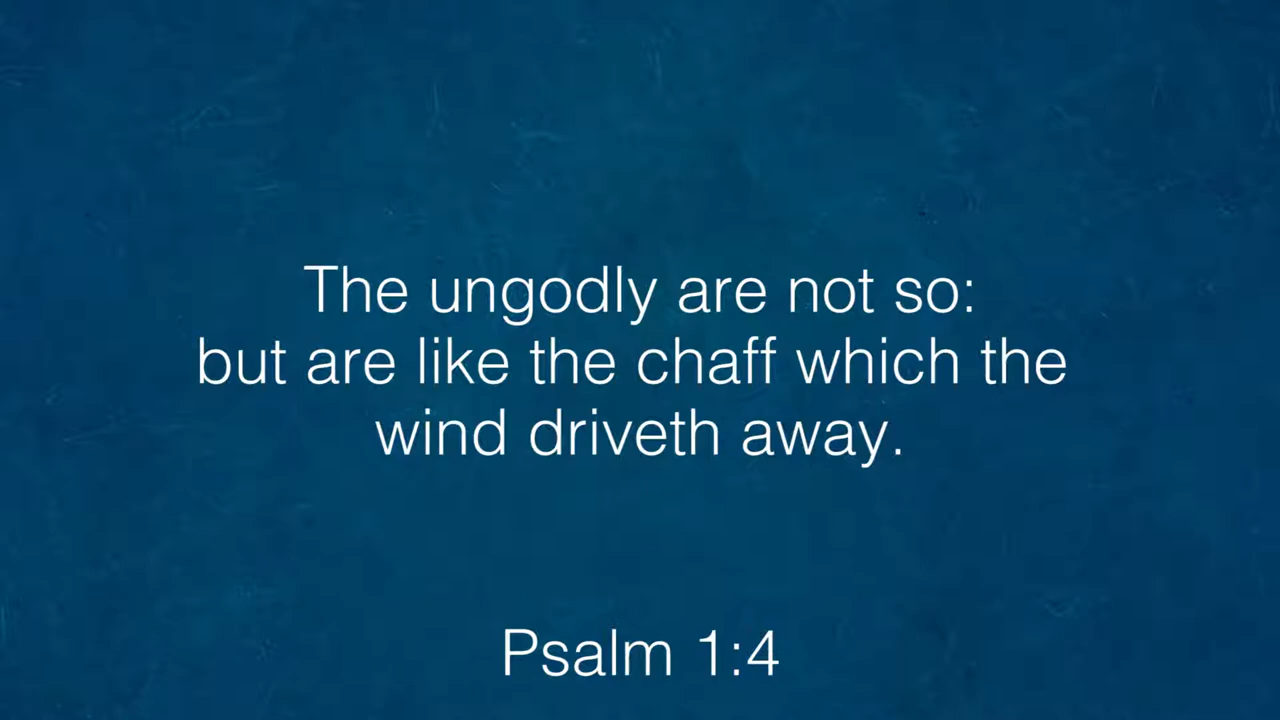 The ungodly are not so:
but are like the chaff which the
wind driveth away.
Psalm 1:4